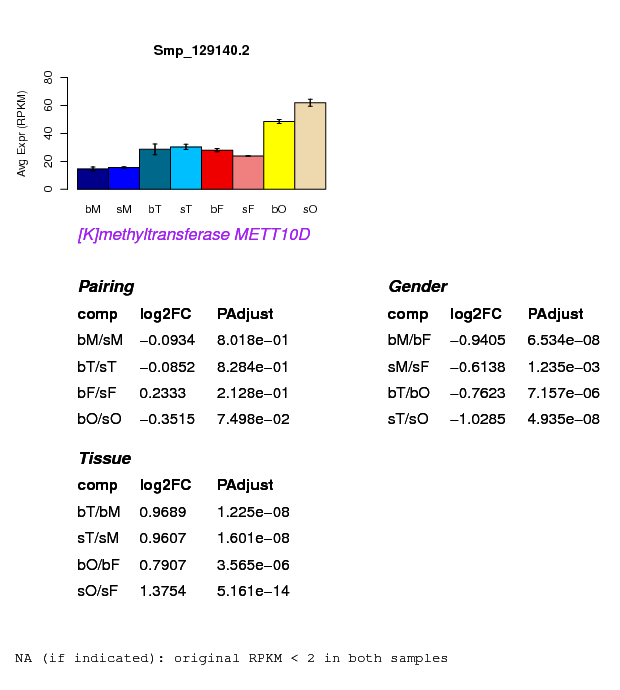 Smp_129140.2
Avg Expr (RPKM)
80
60
40
20
0
bM sM bT sT bF sF bO sO
[K]methyltransferase METT10D
Pairing
comp log2FC PAdjust
bM/sM −0.0934 8.018e−01
bT/sT −0.0852 8.284e−01
bF/sF 0.2333 2.128e−01
bO/sO −0.3515 7.498e−02
Gender
comp log2FC PAdjust
bM/bF −0.9405 6.534e−08
sM/sF −0.6138 1.235e−03
bT/bO −0.7623 7.157e−06
sT/sO −1.0285 4.935e−08
Tissue
comp log2FC PAdjust
bT/bM 0.9689 1.225e−08
sT/sM 0.9607 1.601e−08
bO/bF 0.7907 3.565e−06
sO/sF 1.3754 5.161e−14
NA (if indicated): original RPKM < 2 in both samples